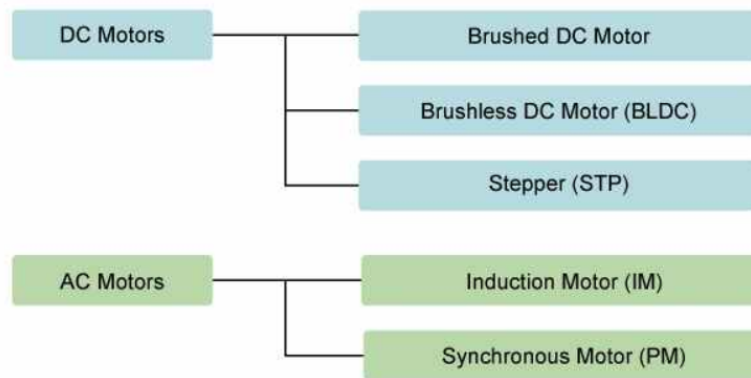 DC Motors
Brushed DC Motor
Brushless DC Motor (BLDC)
Stepper (STP)
AC Motors
Induction Motor (IM)
Synchronous Motor (PM)